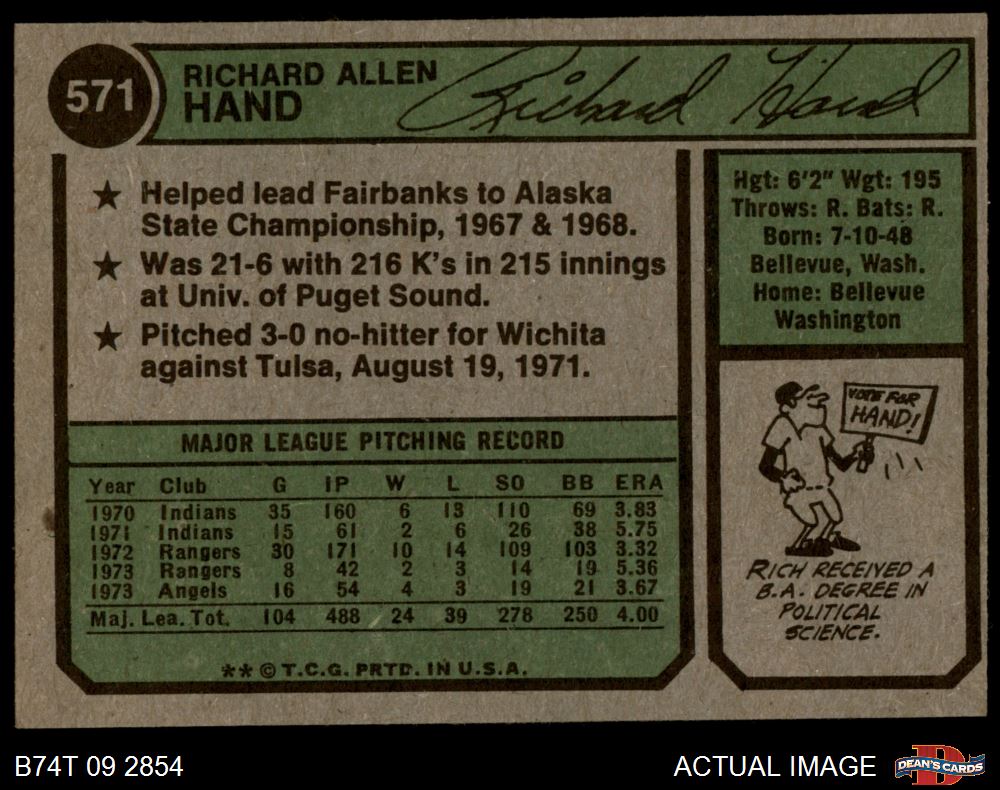 571
RICHARD ALLEN
HAND
Richard Hand
★ Helped lead Fairbanks to Alaska
State Championship, 1967 & 1968.
★ Was 21-6 with 216 K's in 215 innings
at Univ. of Puget Sound.
★ Pitched 3-0 no-hitter for Wichita
against Tulsa, August 19, 1971.
Hgt: 6'2" Wgt: 195
Throws: R. Bats: R.
Born: 7-10-48
Bellevue, Wash.
Home: Bellevue
Washington
MAJOR LEAGUE PITCHING RECORD
Year Club G IP W L SO BB ERA
1970 Indians 35 160 6 13 110 69 3.83
1971 Indians 15 61 2 6 26 38 5.75
1972 Rangers 30 171 10 14 109 103 3.32
1973 Rangers 8 42 2 3 14 19 5.36
1973 Angels 16 54 4 3 19 21 3.67
Maj. Lea. Tot. 104 488 24 39 278 250 4.00
**© T.C.G. PRTD. IN U.S.A.
VOTE FOR
HAND!
RICH RECEIVED A
B.A. DEGREE IN
POLITICAL
SCIENCE.
B74T 09 2854
ACTUAL IMAGE
DEAN'S CARDS